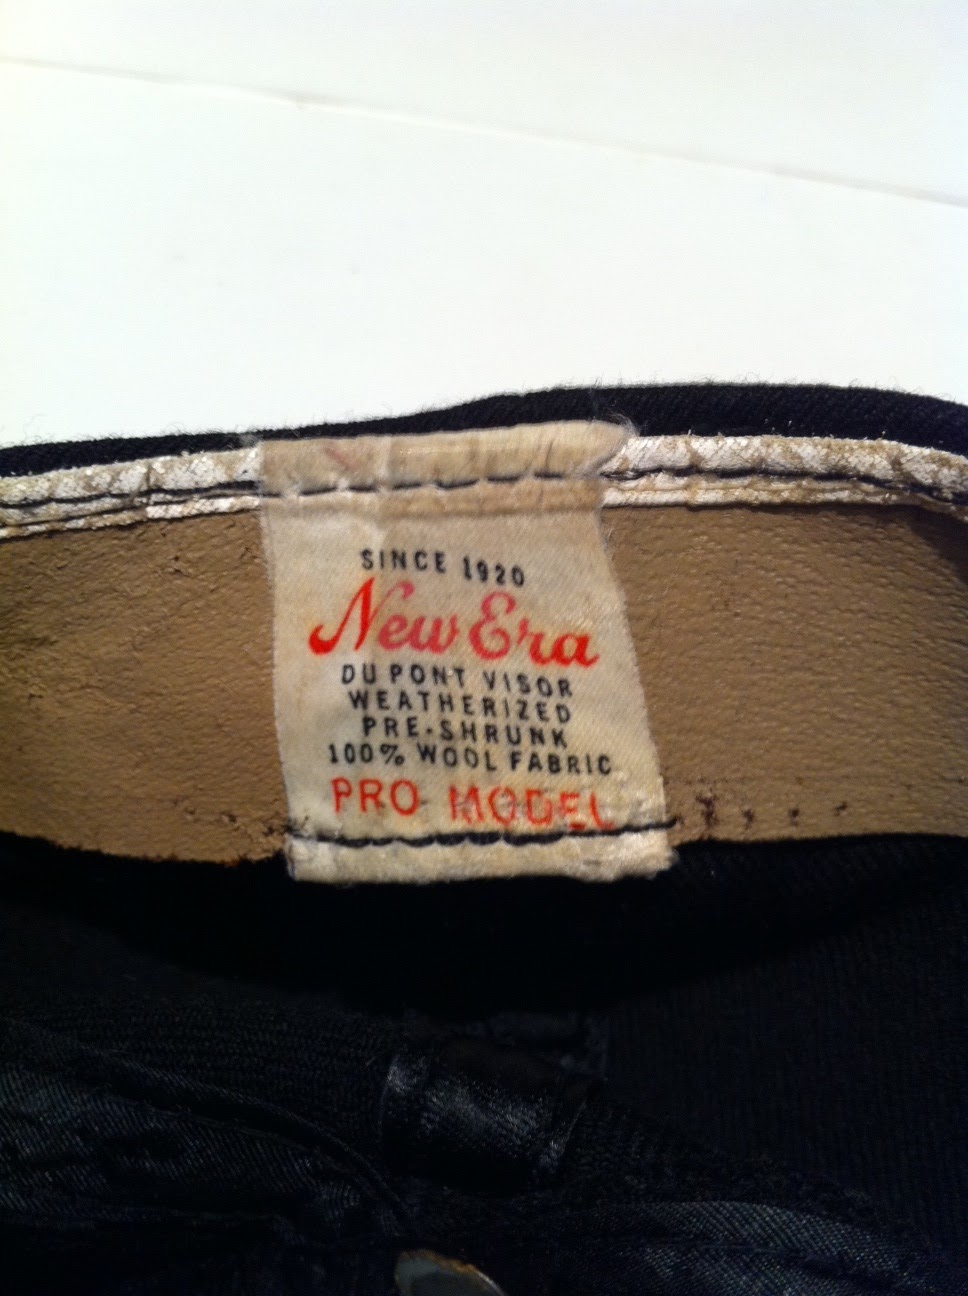 SINCE 1920
New Era
DU PONT VISOR
WEATHERIZED
PRE-SHRUNK
100% WOOL FABRIC
PRO MODEL